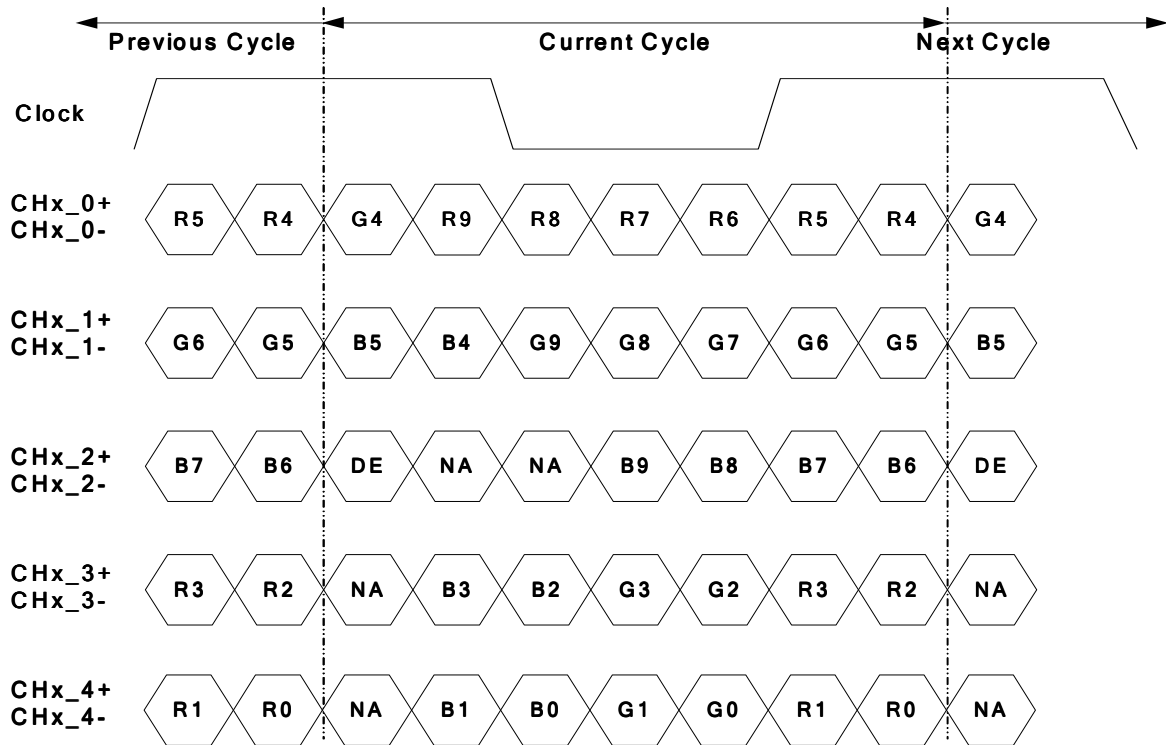 Previous Cycle Current Cycle Next Cycle
Clock
CHx_0+
CHx_0-
R5 R4 G4 R9 R8 R7 R6 R5 R4 G4
CHx_1+
CHx_1-
G6 G5 B5 B4 G9 G8 G7 G6 G5 B5
CHx_2+
CHx_2-
B7 B6 DE NA NA B9 B8 B7 B6 DE
CHx_3+
CHx_3-
R3 R2 NA B3 B2 G3 G2 R3 R2 NA
CHx_4+
CHx_4-
R1 R0 NA B1 B0 G1 G0 R1 R0 NA